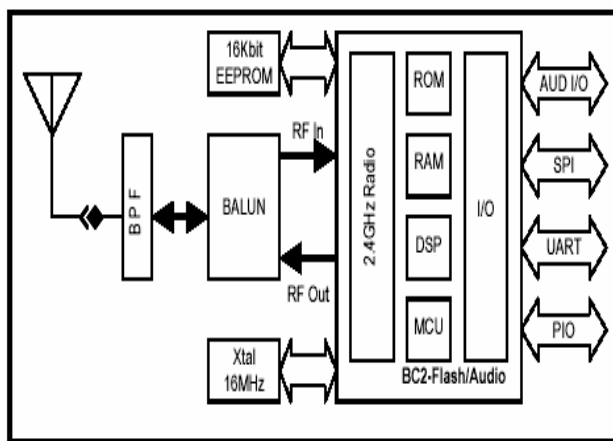 16Kbit
EEPROM
ROM
AUD I/O
RF In
BPF
BALUN
2.4GHz Radio
RAM
I/O
SPI
DSP
UART
RF Out
MCU
PIO
Xtal
16MHz
BC2-Flash/Audio